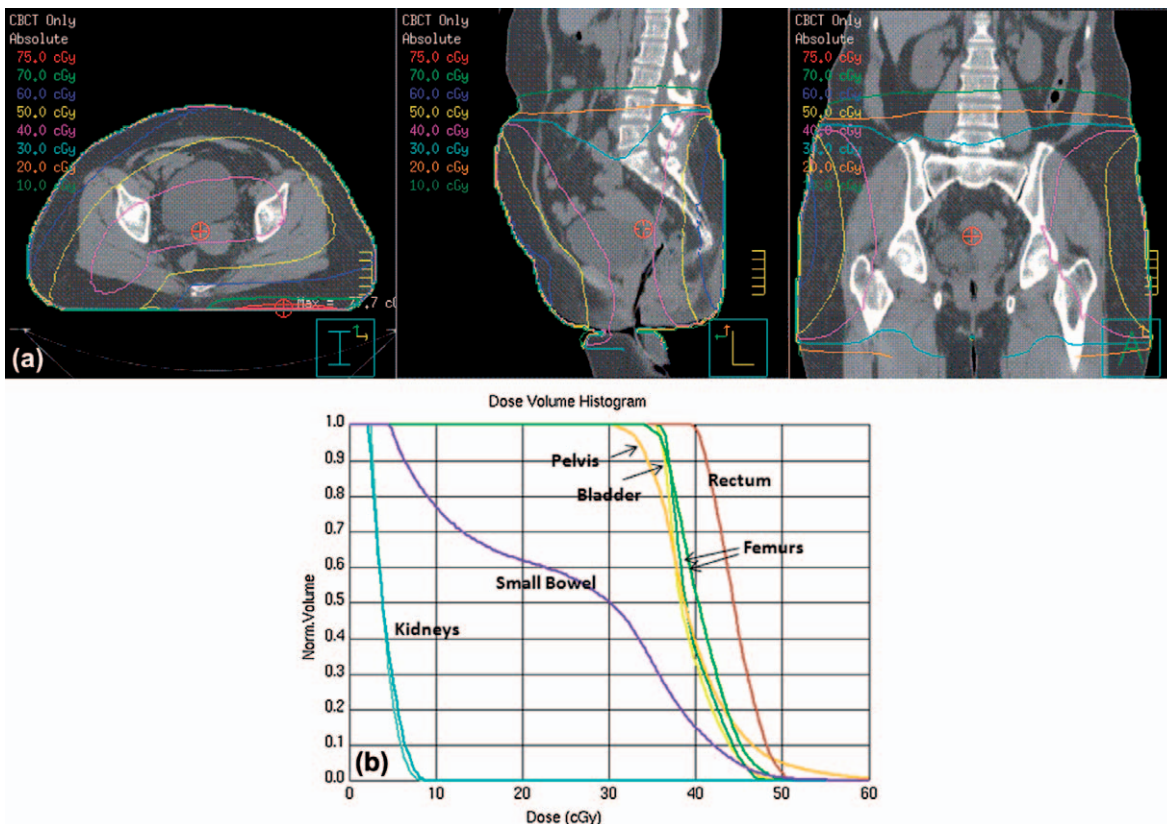 CBCT Only
Absolute
75.0 cGy
70.0 cGy
60.0 cGy
50.0 cGy
40.0 cGy
30.0 cGy
20.0 cGy
10.0 cGy
Max = 77.7
(a)
CBCT Only
Absolute
75.0 cGy
70.0 cGy
60.0 cGy
50.0 cGy
40.0 cGy
30.0 cGy
20.0 cGy
10.0 cGy
CBCT Only
Absolute
75.0 cGy
70.0 cGy
60.0 cGy
50.0 cGy
40.0 cGy
30.0 cGy
20.0 cGy
cGy
A
Dose Volume Histogram
Norm.Volume
1.0
0.9
0.8
0.7
0.6
0.5
0.4
0.3
0.2
0.1
0.0
Pelvis
Bladder
Rectum
Femurs
Small Bowel
Kidneys
(b)
0 10 20 30 40 50 60
Dose (cGy)